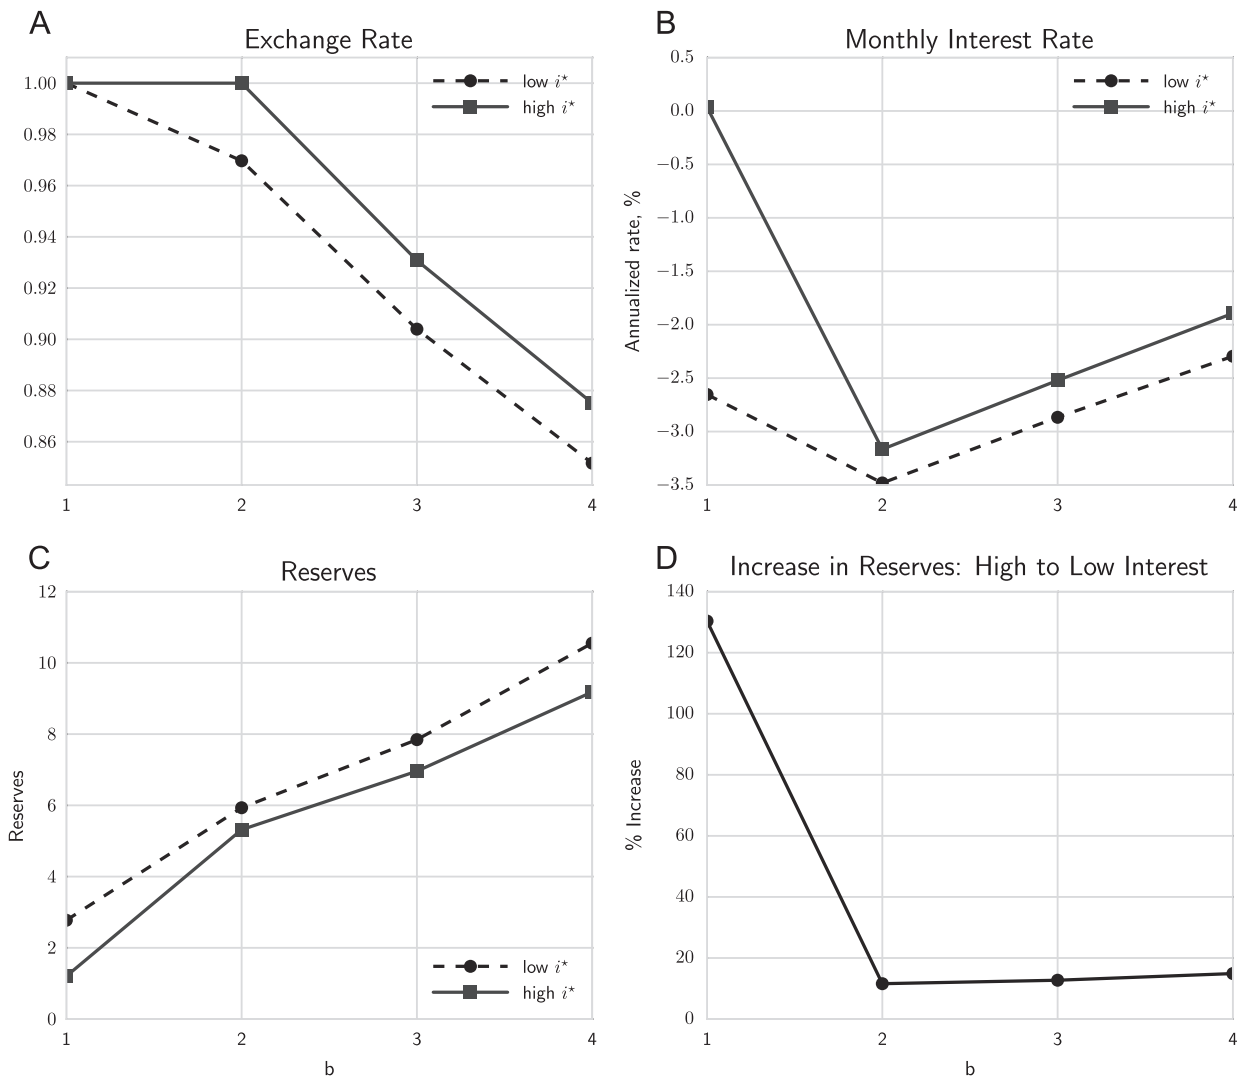 A
Exchange Rate
1.00
0.98
0.96
0.94
0.92
0.90
0.88
0.86
1 2 3 4
low i*
high i*
B
Monthly Interest Rate
Annualized rate, %
0.5
0.0
−0.5
−1.0
−1.5
−2.0
−2.5
−3.0
−3.5
1 2 3 4
low i*
high i*
C
Reserves
Reserves
12
10
8
6
4
2
0
1 2 3 4
b
low i*
high i*
D
Increase in Reserves: High to Low Interest
% Increase
140
120
100
80
60
40
20
0
1 2 3 4
b